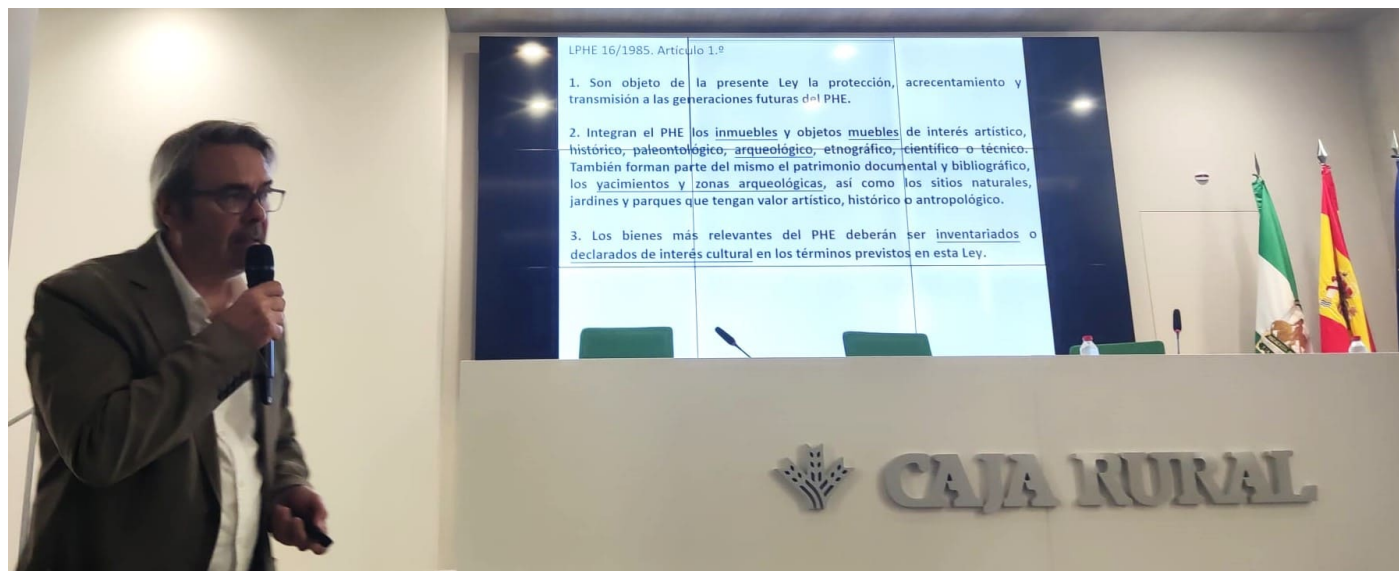 LPHE 16/1985. Artículo 1.º
1. Son objeto de la presente Ley la protección, acrecentamiento y
transmisión a las generaciones futuras del PHE.
2. Integran el PHE los inmuebles y objetos muebles de interés artístico,
histórico, paleontológico, arqueológico, etnográfico, científico o técnico.
También forman parte del mismo el patrimonio documental y bibliográfico,
los yacimientos y zonas arqueológicas, así como los sitios naturales,
jardines y parques que tengan valor artístico, histórico o antropológico.
3. Los bienes más relevantes del PHE deberán ser inventariados o
declarados de interés cultural en los términos previstos en esta Ley.
CAJA RURAL